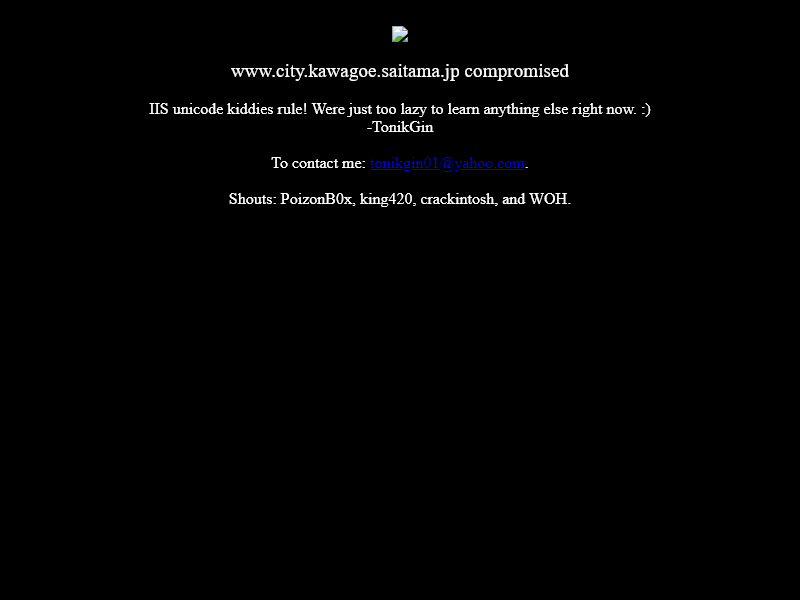 www.city.kawagoe.saitama.jp compromised
IIS unicode kiddies rule! Were just too lazy to learn anything else right now. :)
-TonikGin
To contact me: tonikgin01@yahoo.com.
Shouts: PoizonB0x, king420, crackintosh, and WOH.